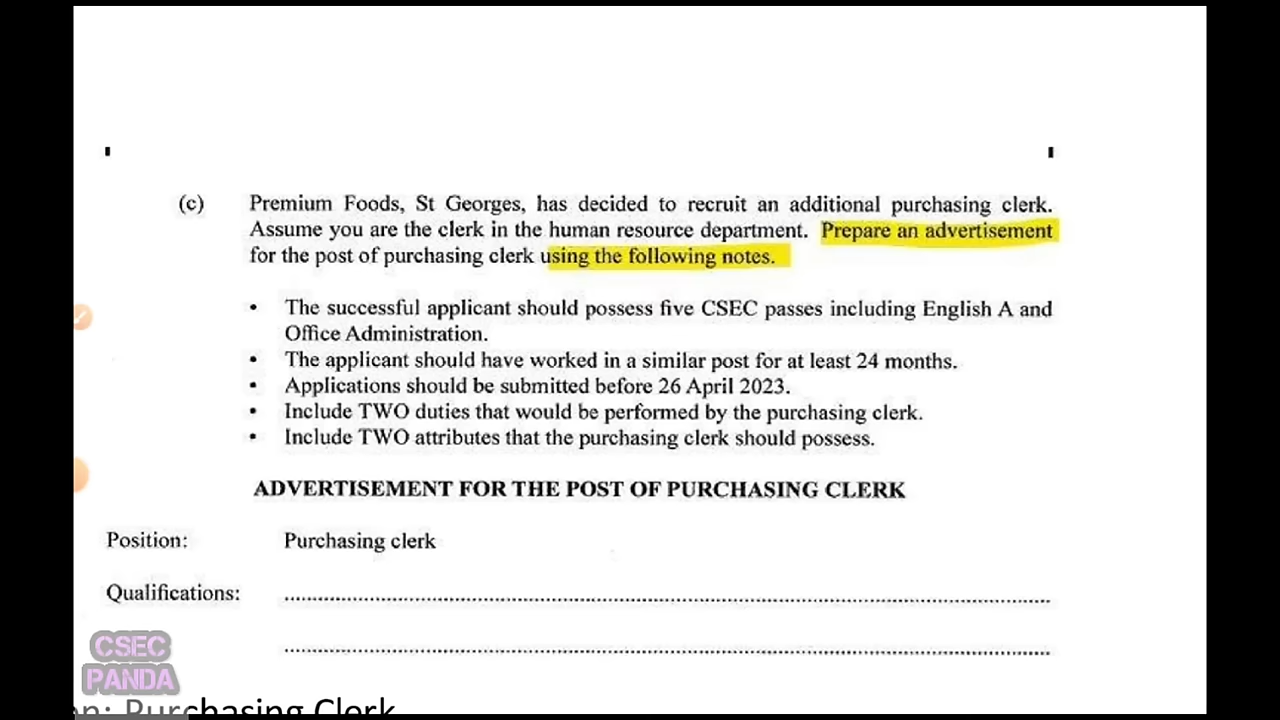 (c) Premium Foods, St Georges, has decided to recruit an additional purchasing clerk.
Assume you are the clerk in the human resource department. Prepare an advertisement
for the post of purchasing clerk using the following notes.
• The successful applicant should possess five CSEC passes including English A and
Office Administration.
• The applicant should have worked in a similar post for at least 24 months.
• Applications should be submitted before 26 April 2023.
• Include TWO duties that would be performed by the purchasing clerk.
• Include TWO attributes that the purchasing clerk should possess.
ADVERTISEMENT FOR THE POST OF PURCHASING CLERK
Position: Purchasing clerk
Qualifications:
CSEC
PANDA
Purchasing Clerk